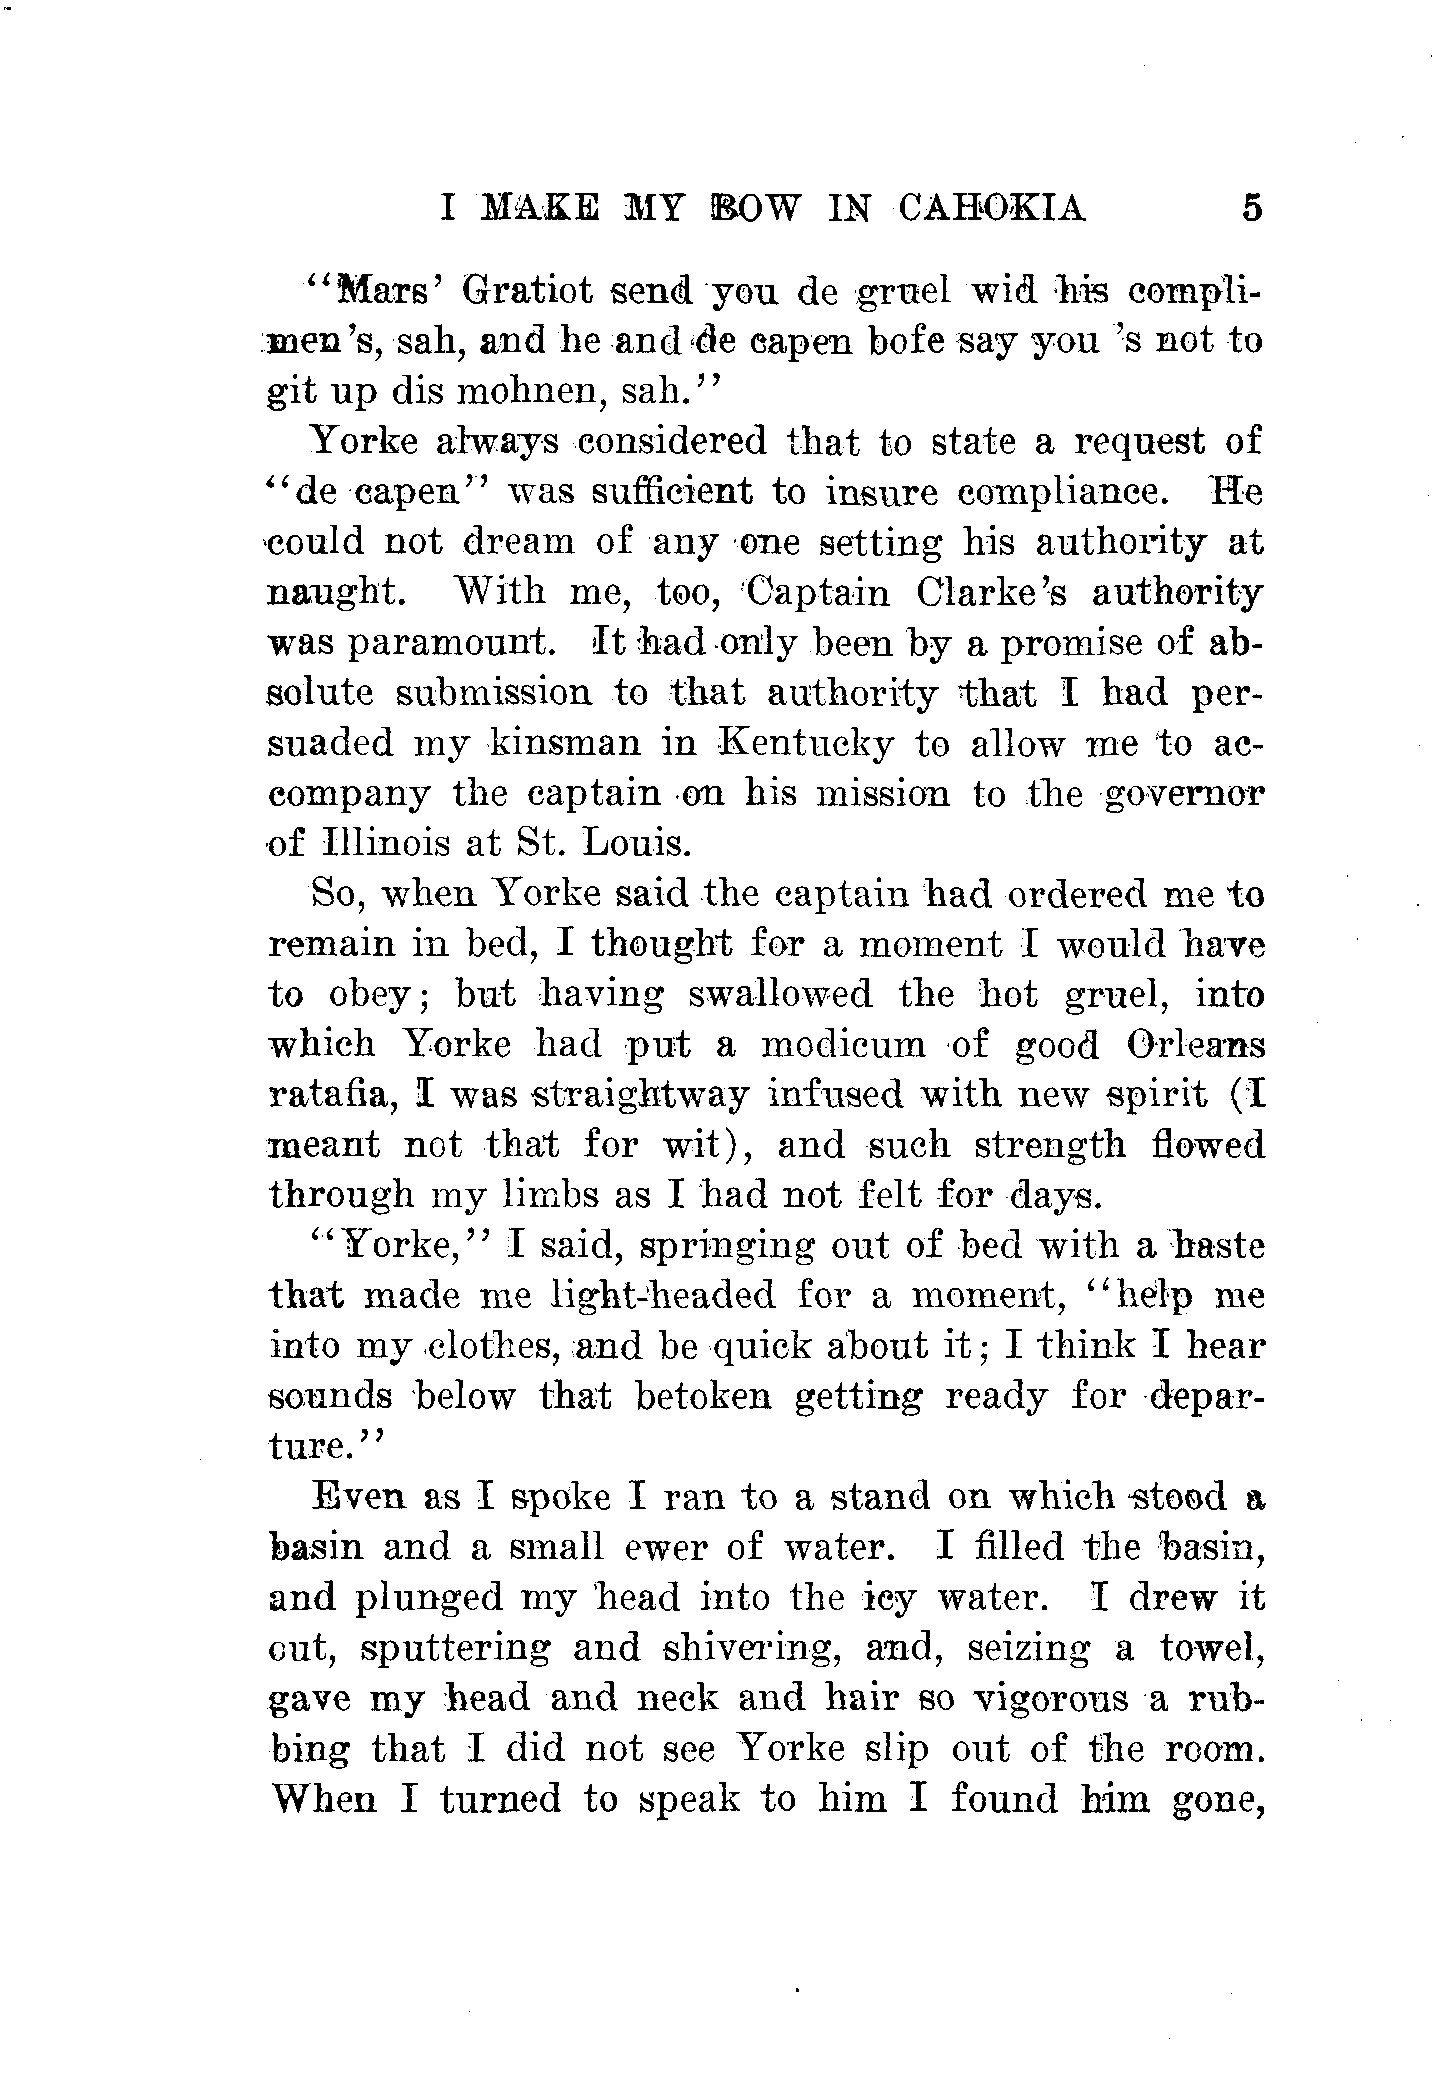 I MAKE MY BOW IN CAHOKIA 5
“Mars’ Gratiot send you de gruel wid his compli-
men’s, sah, and he and de capen bofe say you ’s not to
git up dis mohnen, sah.”
Yorke always considered that to state a request of
“de capen” was sufficient to insure compliance. He
could not dream of any one setting his authority at
naught. With me, too, Captain Clarke’s authority
was paramount. It had only been by a promise of ab-
solute submission to that authority that I had per-
suaded my kinsman in Kentucky to allow me to ac-
company the captain on his mission to the governor
of Illinois at St. Louis.
So, when Yorke said the captain had ordered me to
remain in bed, I thought for a moment I would have
to obey; but having swallowed the hot gruel, into
which Yorke had put a modicum of good Orleans
ratafia, I was straightway infused with new spirit (I
meant not that for wit), and such strength flowed
through my limbs as I had not felt for days.
“Yorke,” I said, springing out of bed with a haste
that made me light-headed for a moment, “help me
into my clothes, and be quick about it; I think I hear
sounds below that betoken getting ready for depar-
ture.”
Even as I spoke I ran to a stand on which stood a
basin and a small ewer of water. I filled the basin,
and plunged my head into the icy water. I drew it
out, sputtering and shivering, and, seizing a towel,
gave my head and neck and hair so vigorous a rub-
bing that I did not see Yorke slip out of the room.
When I turned to speak to him I found him gone,